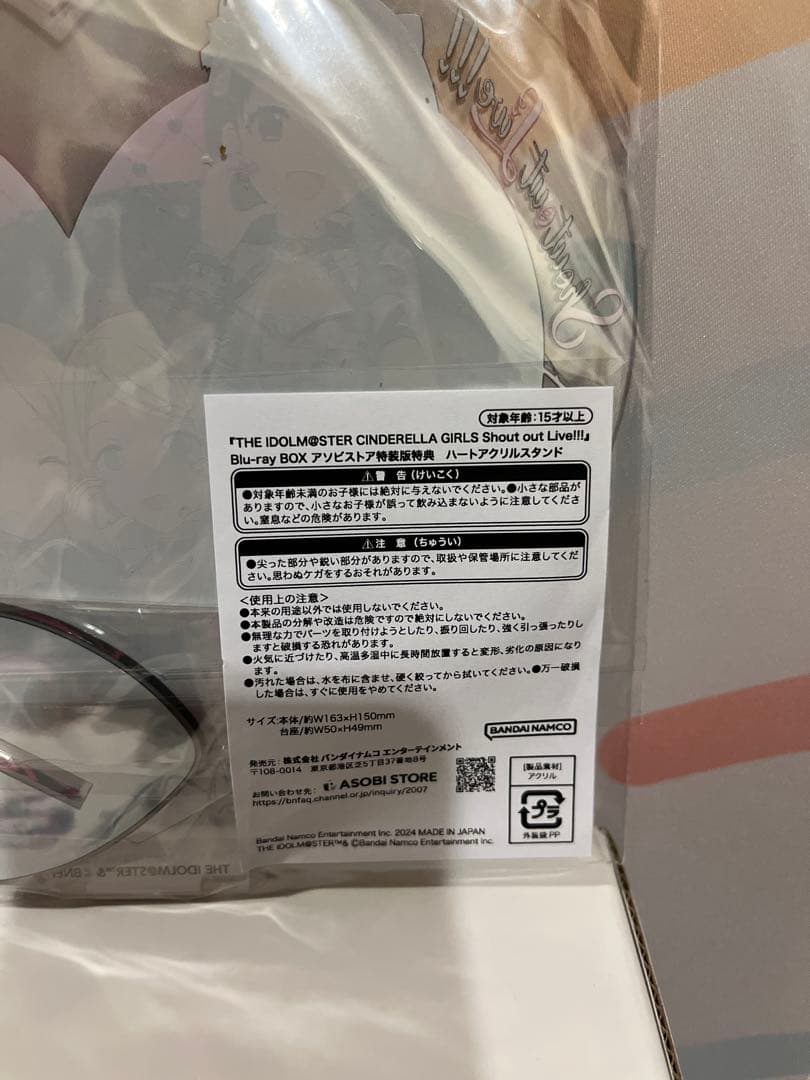 Shout out Live!!!
対象年齢:15才以上
『THE IDOLM@STER CINDERELLA GIRLS Shout out Live!!!』
Blu-ray BOX アソビストア特装版特典 ハートアクリルスタンド
⚠警 告(けいこく)
●対象年齢未満のお子様には絶対に与えないでください。●小さな部品が
ありますので、小さなお子様が誤って飲み込まないように注意してくださ
い。窒息などの危険があります。
⚠注 意(ちゅうい)
●尖った部分や鋭い部分がありますので、取扱や保管場所に注意してくだ
さい。思わぬケガをするおそれがあります。
<使用上の注意>
●本来の用途以外では使用しないでください。
●本製品の分解や改造は危険ですので絶対にしないでください。
●無理な力でパーツを取り付けようとしたり、振り回したり、強く引っ張ったりし
ますと破損する恐れがあります。
●火気に近づけたり、高温多湿中に長時間放置すると変形、劣化の原因になり
ます。
●汚れた場合は、水を布に含ませ、硬く絞ってから拭いてください。●万一破損
した場合は、すぐに使用をやめてください。
サイズ:本体/約W163×H150mm
台座/約W50×H49mm
BANDAI NAMCO
発売元:株式会社 バンダイナムコ エンターテインメント
〒108-0014 東京都港区芝5丁目37番地8号
お問い合わせ先: ASOBI STORE
https://bnfaq.channel.or.jp/inquiry/2007
[製品素材]
アクリル
プラ
外装袋 PP
Bandai Namco Entertainment Inc. 2024 MADE IN JAPAN
THE IDOLM@STER™& ©Bandai Namco Entertainment Inc.
THE IDOLM@STER™& ©BNEI